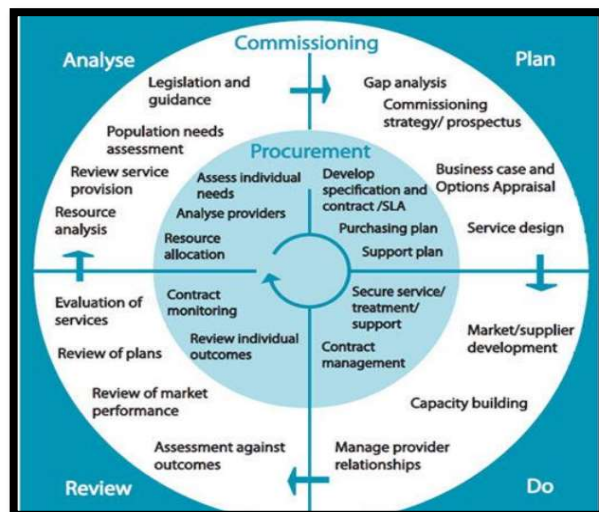 Commissioning
Analyse
Plan
Legislation and
guidance
Population needs
assessment
Review service
provision
Resource
analysis
Gap analysis
Commissioning
strategy/ prospectus
Business case and
Options Appraisal
Service design
Procurement
Assess individual
needs
Analyse providers
Resource
allocation
Develop
specification and
contract /SLA
Purchasing plan
Support plan
Contract
monitoring
Review individual
outcomes
Secure service/
treatment/
support
Contract
management
Evaluation of
services
Review of plans
Review of market
performance
Assessment against
outcomes
Market/supplier
development
Capacity building
Manage provider
relationships
Review
Do